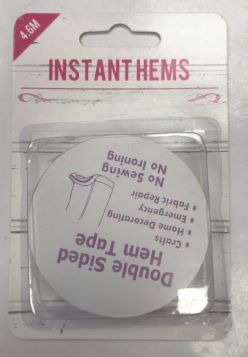 4.6M
INSTANT HEMS
Double Sided
Hem Tape
• Crafts
• Home Decorating
• Emergency
• Fabric Repair
No Sewing
No Ironing